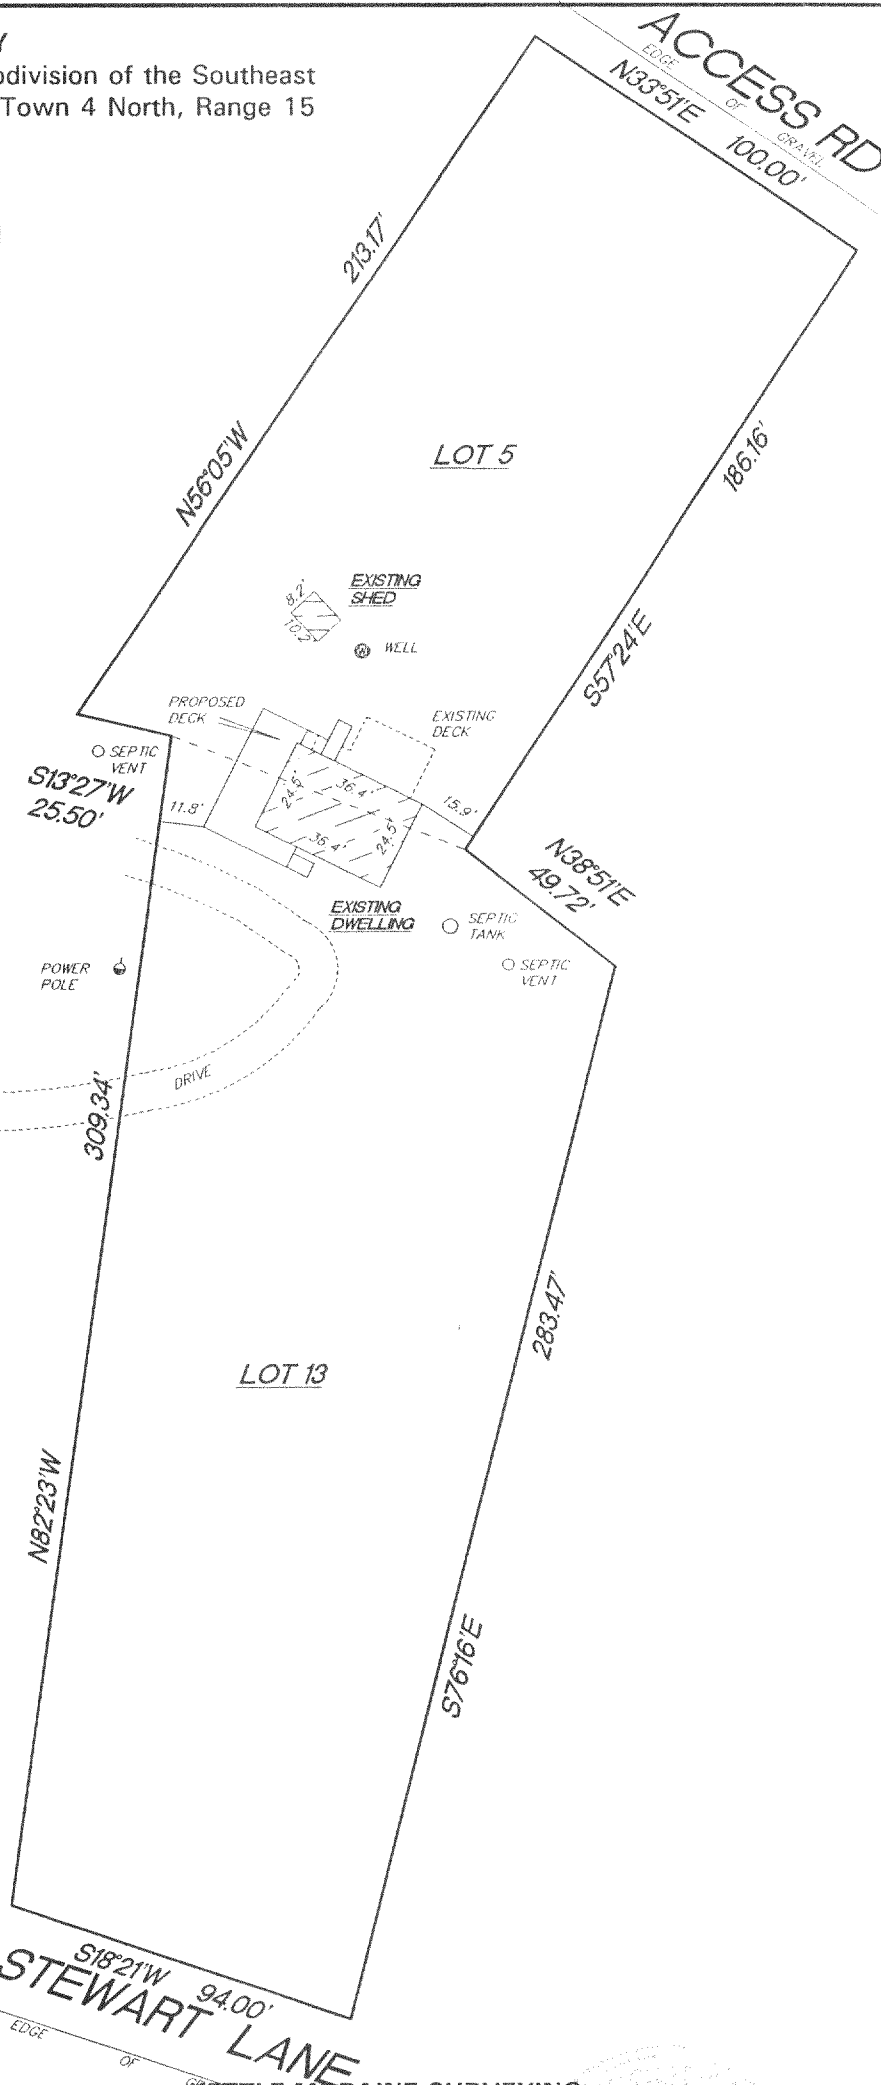 bdivision of the Southeast
Town 4 North, Range 15
ACCESS RD
EDGE OF GRAVEL
N33°51'E 100.00'
213.17'
N56°05'W
LOT 5
186.16'
S57°24'E
EXISTING
SHED
8.2'
10.2'
WELL
PROPOSED
DECK
EXISTING
DECK
SEPTIC
VENT
S13°27'W
25.50'
11.8'
24.5'
36.4'
36.4'
24.5'
15.9'
N38°51'E
49.72'
EXISTING
DWELLING
SEPTIC
TANK
SEPTIC
VENT
POWER
POLE
DRIVE
309.34'
283.47'
LOT 13
N82°23'W
S76°16'E
S18°21'W 94.00'
STEWART LANE
EDGE OF